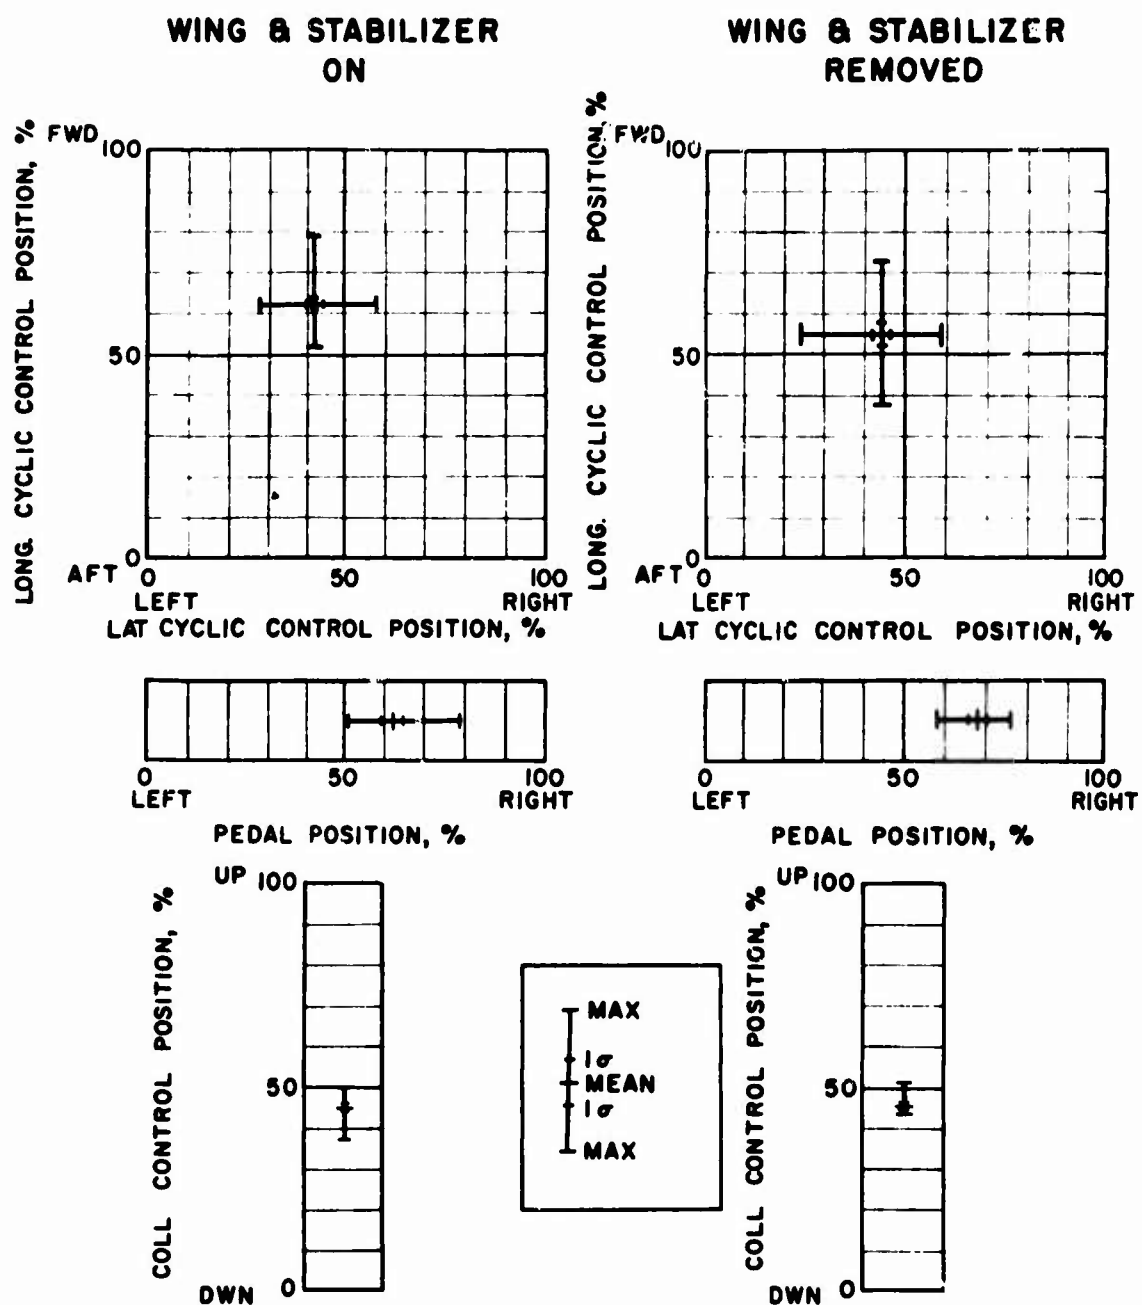 WING & STABILIZER
ON
WING & STABILIZER
REMOVED
LONG. CYCLIC CONTROL POSITION, %
FWD
100
50
0
AFT
0
50
100
LEFT
RIGHT
LAT CYCLIC CONTROL POSITION, %
LONG. CYCLIC CONTROL POSITION, %
FWD
100
50
0
AFT
0
50
100
LEFT
RIGHT
LAT CYCLIC CONTROL POSITION, %
0
50
100
LEFT
RIGHT
PEDAL POSITION, %
0
50
100
LEFT
RIGHT
PEDAL POSITION, %
COLL CONTROL POSITION, %
UP
100
50
0
DWN
MAX
1σ
MEAN
1σ
MAX
COLL CONTROL POSITION, %
UP
100
50
0
DWN